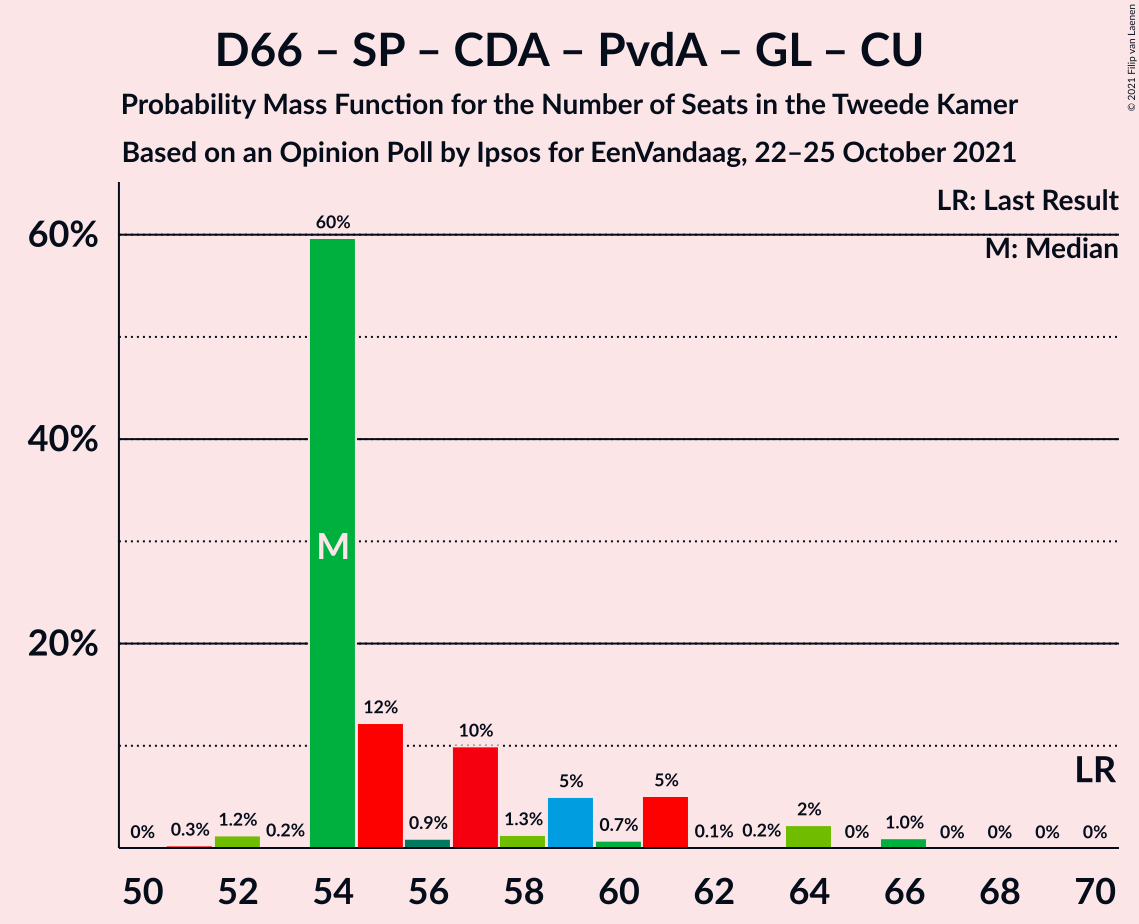 D66 – SP – CDA – PvdA – GL – CU
Probability Mass Function for the Number of Seats in the Tweede Kamer
Based on an Opinion Poll by Ipsos for EenVandaag, 22–25 October 2021
© 2021 Filip van Laenen
LR: Last Result
M: Median
60%
40%
20%
0% 0.3% 1.2% 0.2% 60% 12% 0.9% 10% 1.3% 5% 0.7% 5% 0.1% 0.2% 2% 0% 1.0% 0% 0% 0% 0%
M
LR
50 52 54 56 58 60 62 64 66 68 70